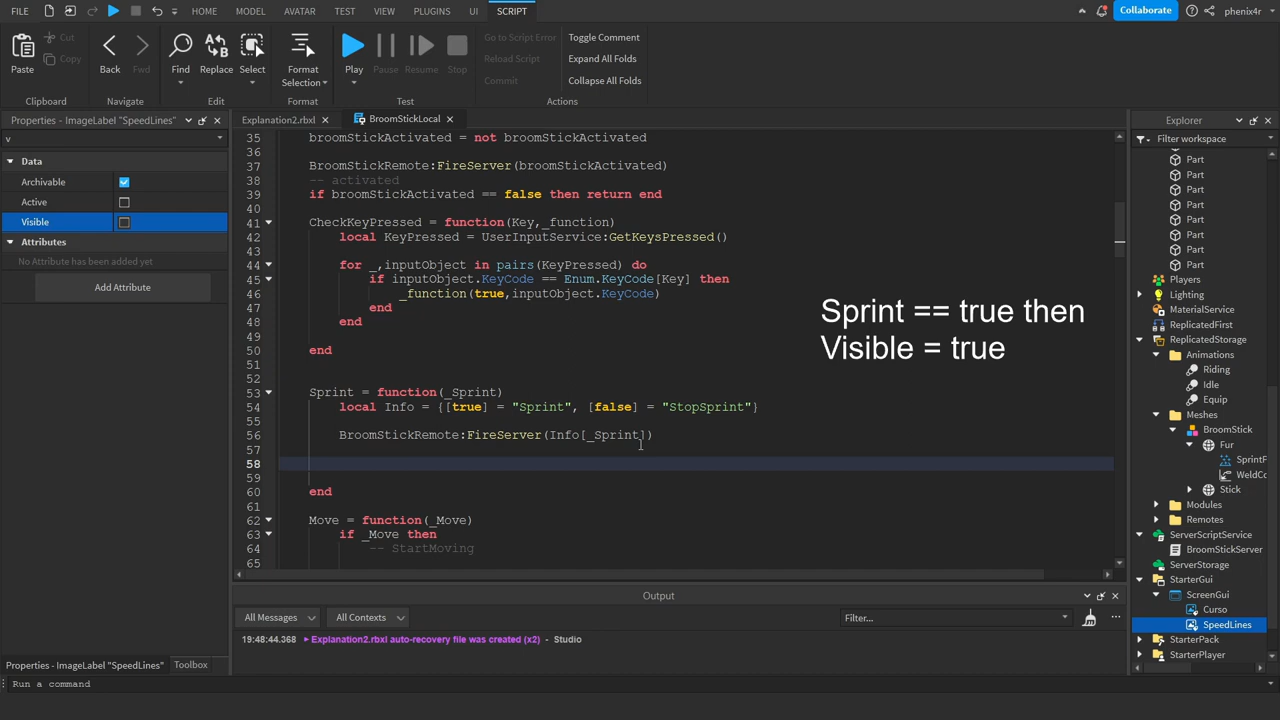 FILE HOME MODEL AVATAR TEST VIEW PLUGINS UI SCRIPT Collaborate phenix4r
Paste Cut Copy Back Fwd Find Replace Select Format Selection Play Pause Resume Stop Go to Script Error Reload Script Commit Toggle Comment Expand All Folds Collapse All Folds
Clipboard Navigate Edit Format Test Actions
Properties - ImageLabel "SpeedLines"
v
Data
Archivable
Active
Visible
Attributes
No Attribute has been added yet
Add Attribute
Properties - ImageLabel "SpeedLines" Toolbox
Explanation2.rbxl BroomStickLocal
35 broomStickActivated = not broomStickActivated
36
37 BroomStickRemote:FireServer(broomStickActivated)
38 -- activated
39 if broomStickActivated == false then return end
40
41 CheckKeyPressed = function(Key,_function)
42 local KeyPressed = UserInputService:GetKeysPressed()
43
44 for _,inputObject in pairs(KeyPressed) do
45 if inputObject.KeyCode == Enum.KeyCode[Key] then
46 _function(true,inputObject.KeyCode)
47 end
48 end
49
50 end
51
52
53 Sprint = function(_Sprint)
54 local Info = {[true] = "Sprint", [false] = "StopSprint"}
55
56 BroomStickRemote:FireServer(Info[_Sprint])
57
58
59
60 end
61
62 Move = function(_Move)
63 if _Move then
64 -- StartMoving
65
Sprint == true then
Visible = true
Output
All Messages All Contexts Filter...
19:48:44.368 Explanation2.rbxl auto-recovery file was created (x2) - Studio
Explorer
Filter workspace
Part
Part
Part
Part
Part
Part
Part
Part
Players
Lighting
MaterialService
ReplicatedFirst
ReplicatedStorage
Animations
Riding
Idle
Equip
Meshes
BroomStick
Fur
SprintF
WeldCo
Stick
Modules
Remotes
ServerScriptService
BroomStickServer
ServerStorage
StarterGui
ScreenGui
Curso
SpeedLines
StarterPack
StarterPlayer
Run a command